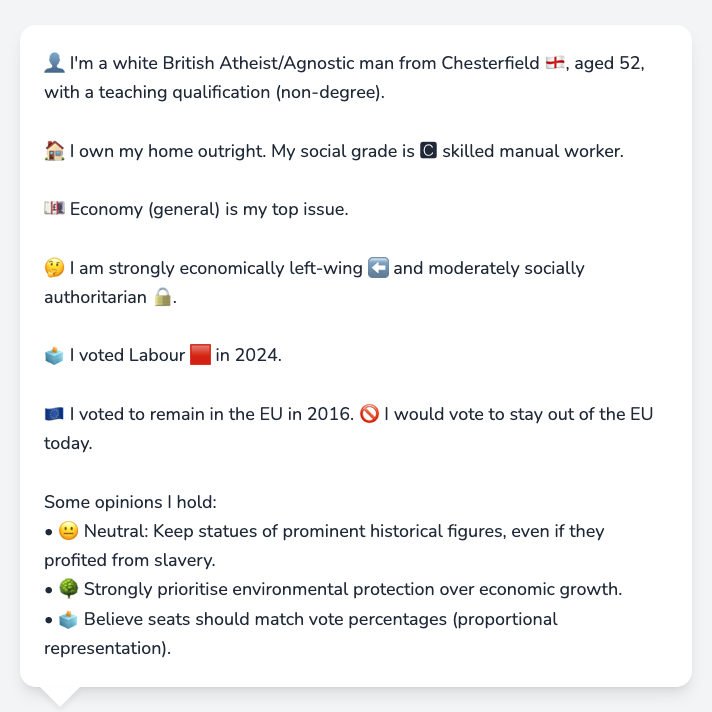 👤 I'm a white British Atheist/Agnostic man from Chesterfield 🏴󠁧󠁢󠁥󠁮󠁧󠁿, aged 52,
with a teaching qualification (non-degree).
🏠 I own my home outright. My social grade is 🅲 skilled manual worker.
💷 Economy (general) is my top issue.
🤔 I am strongly economically left-wing ⬅️ and moderately socially
authoritarian 🔒.
🗳️ I voted Labour 🟥 in 2024.
🇪🇺 I voted to remain in the EU in 2016. 🚫 I would vote to stay out of the EU
today.
Some opinions I hold:
• 😐 Neutral: Keep statues of prominent historical figures, even if they
profited from slavery.
• 🌳 Strongly prioritise environmental protection over economic growth.
• 🗳️ Believe seats should match vote percentages (proportional
representation).